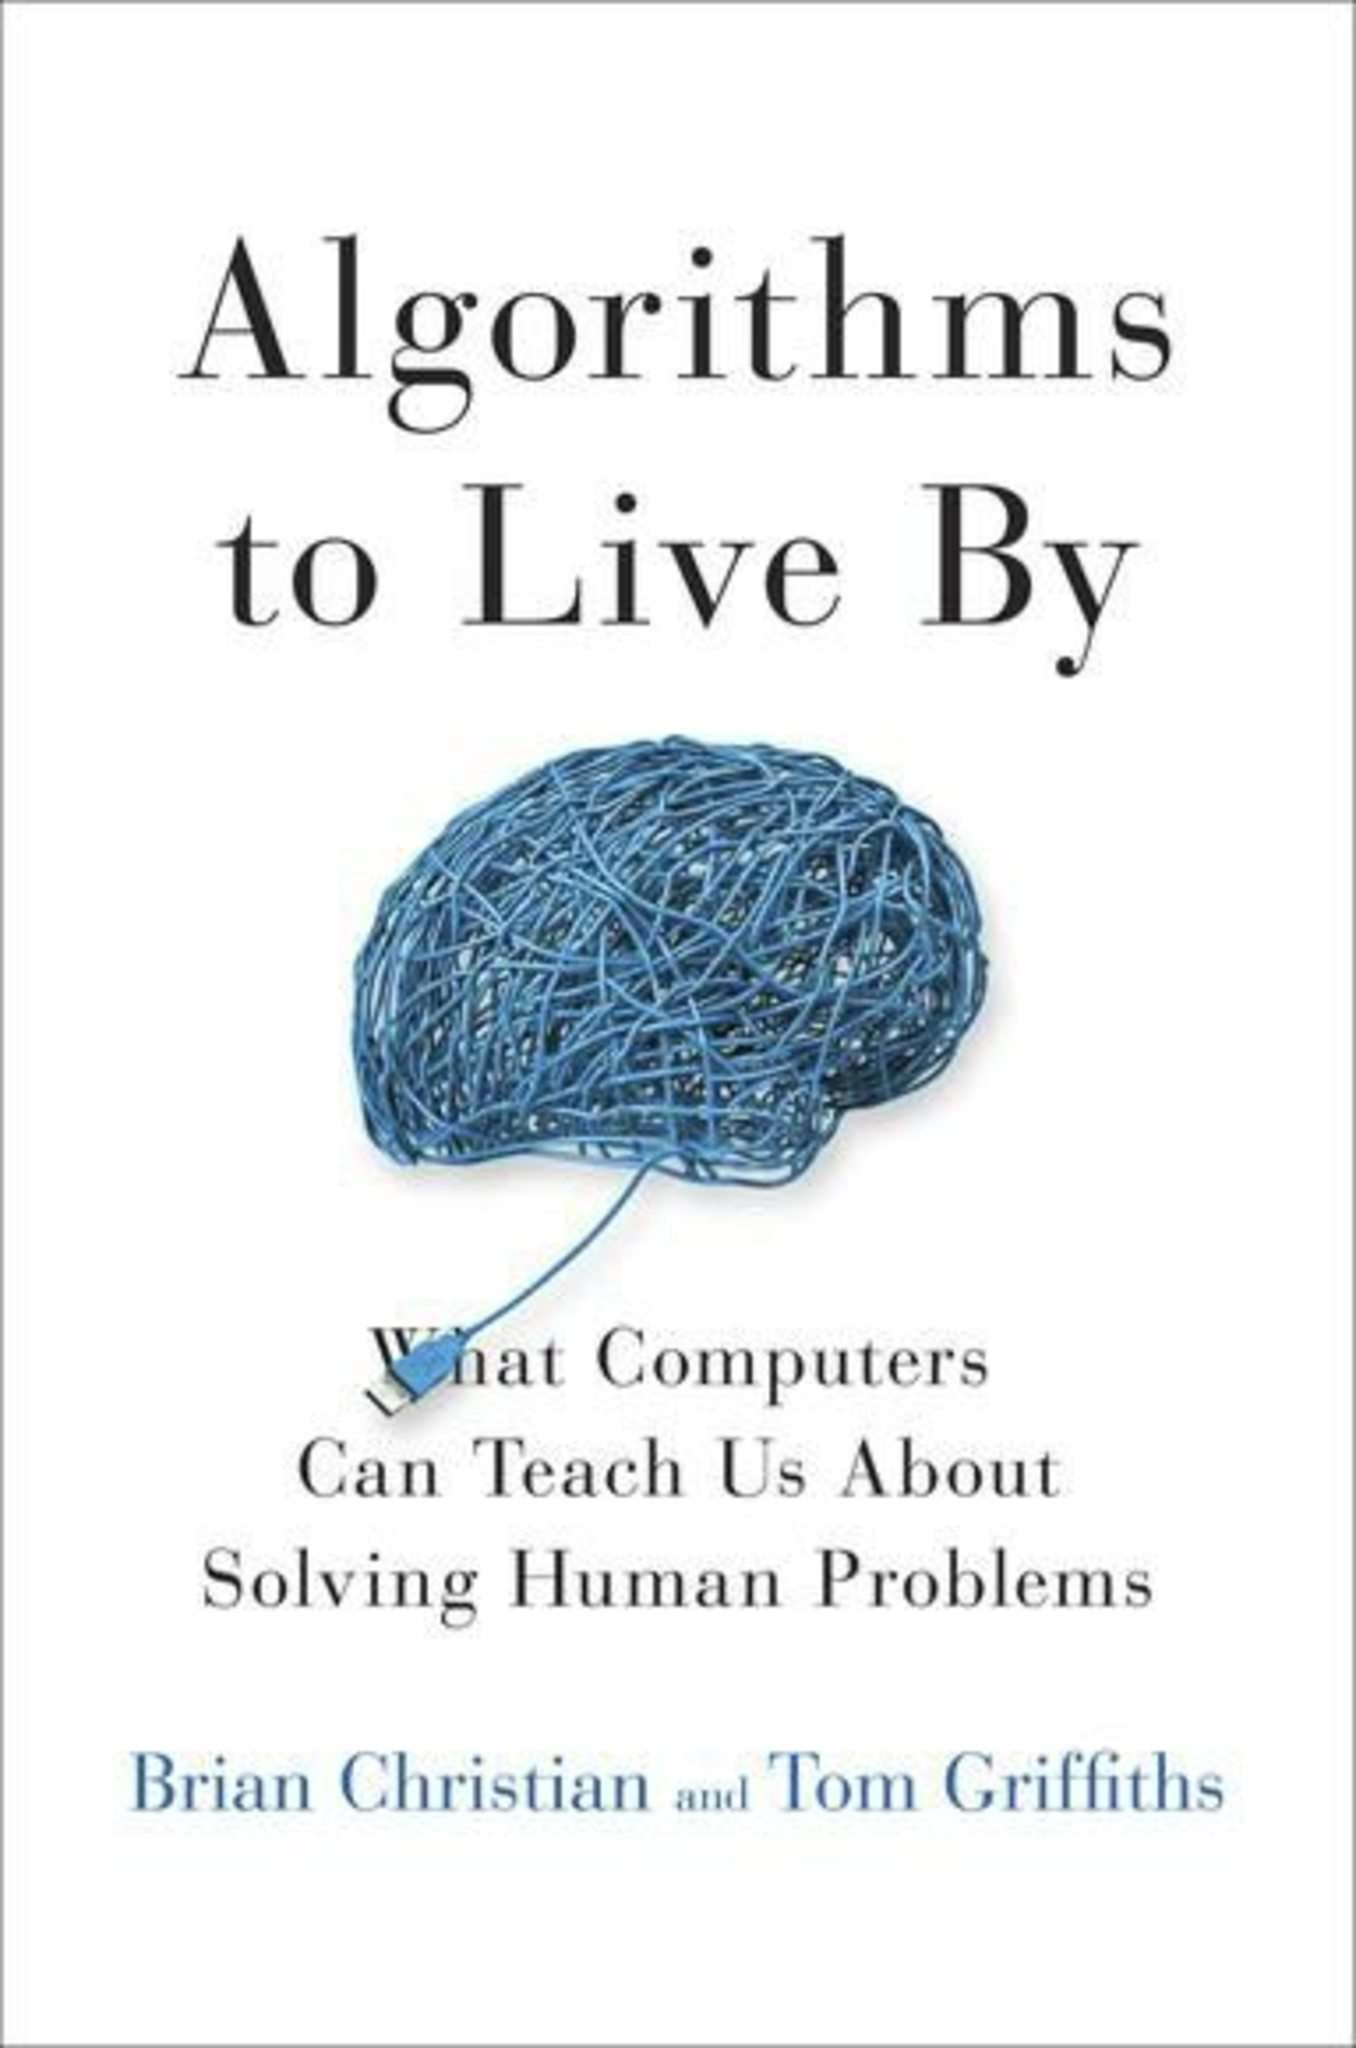 Algorithms
to Live By
What Computers
Can Teach Us About
Solving Human Problems
Brian Christian and Tom Griffiths